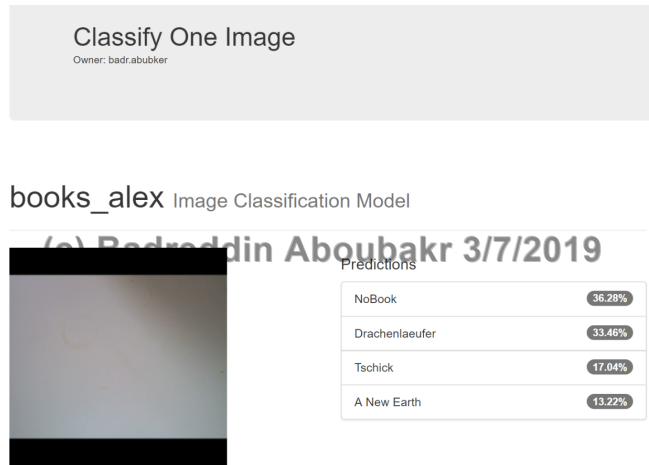 Classify One Image
Owner: badr.abubker
books_alex Image Classification Model
(c) Badreddin Aboubakr 3/7/2019
Predictions
NoBook 36.28%
Drachenlaeufer 33.46%
Tschick 17.04%
A New Earth 13.22%